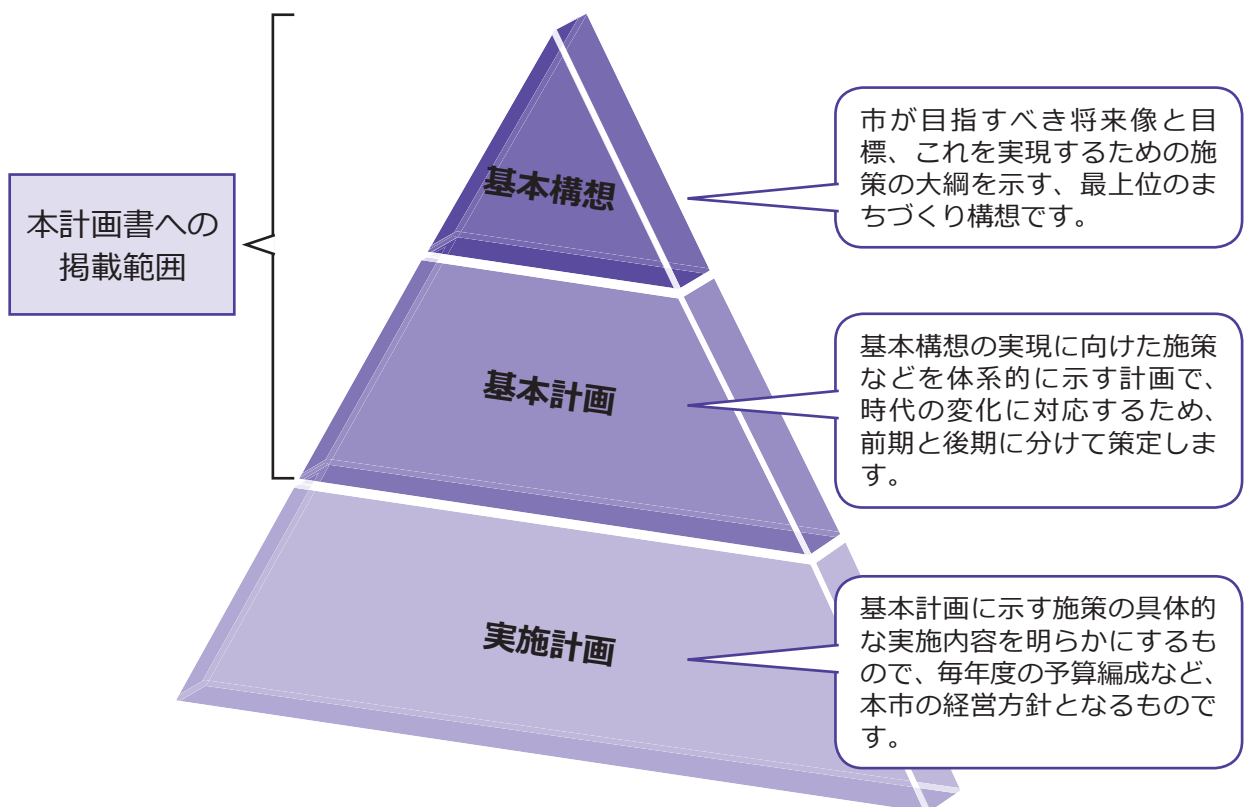 本計画書への
掲載範囲
基本構想
市が目指すべき将来像と目
標、これを実現するための施
策の大綱を示す、最上位のま
ちづくり構想です。
基本計画
基本構想の実現に向けた施策
などを体系的に示す計画で、
時代の変化に対応するため、
前期と後期に分けて策定しま
す。
実施計画
基本計画に示す施策の具体的
な実施内容を明らかにするも
ので、毎年度の予算編成など、
本市の経営方針となるもので
す。